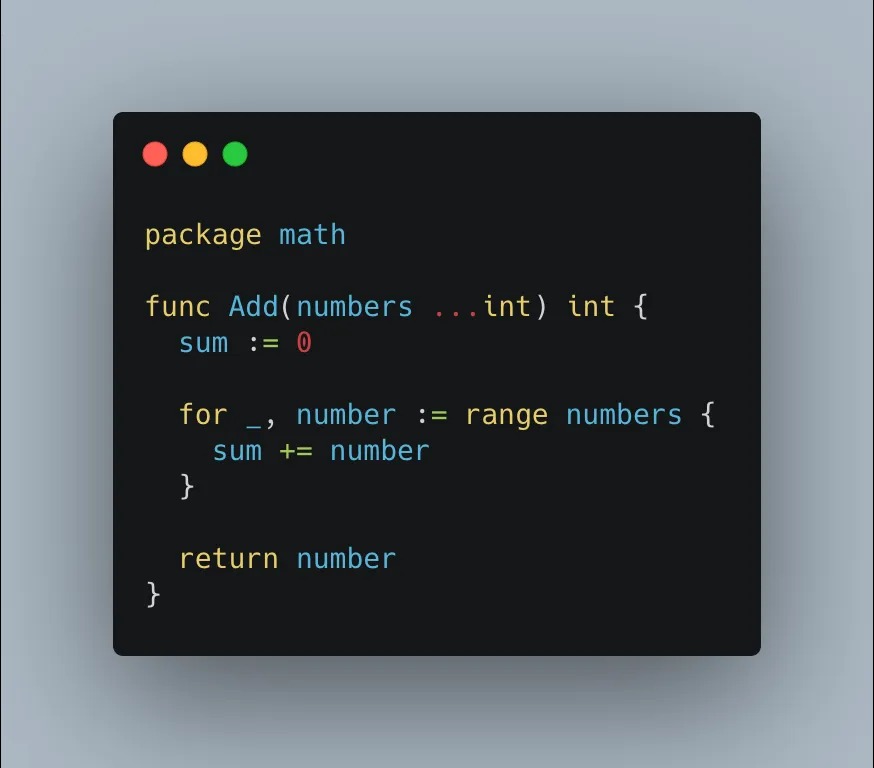 package math
func Add(numbers ...int) int {
  sum := 0
  for _, number := range numbers {
    sum += number
  }
  return number
}